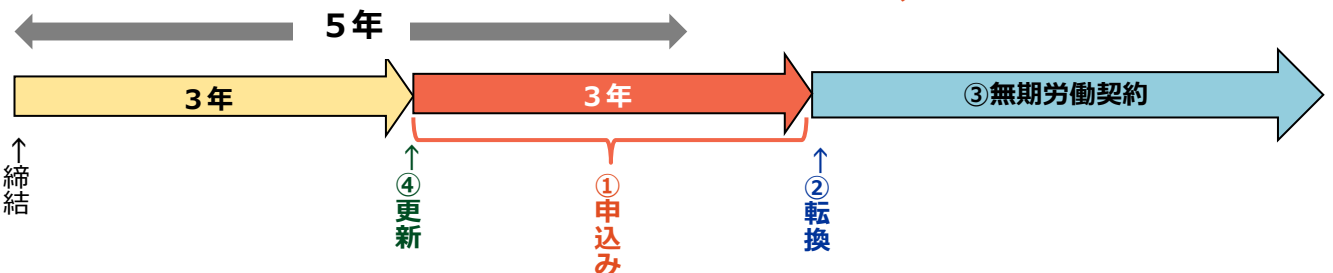 ５年
３年
３年
③無期労働契約
↑締結
↑④更新
①申込み
↑②転換